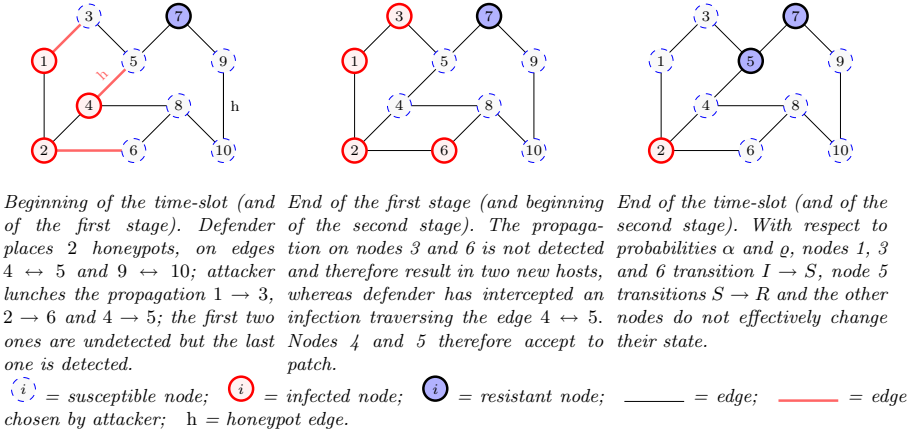 3 7 3 7 3 7
1 5 9 1 5 9 1 5 9
h
4 8 h 4 8 4 8
2 6 10 2 6 10 2 6 10
Beginning of the time-slot (and
of the first stage). Defender
places 2 honeypots, on edges
4 ↔ 5 and 9 ↔ 10; attacker
lunches the propagation 1 → 3,
2 → 6 and 4 → 5; the first two
ones are undetected but the last
one is detected.
End of the first stage (and beginning
of the second stage). The propaga-
tion on nodes 3 and 6 is not detected
and therefore result in two new hosts,
whereas defender has intercepted an
infection traversing the edge 4 ↔ 5.
Nodes 4 and 5 therefore accept to
patch.
End of the time-slot (and of the
second stage). With respect to
probabilities α and ϱ, nodes 1, 3
and 6 transition I → S, node 5
transitions S → R and the other
nodes do not effectively change
their state.
i = susceptible node; i = infected node; i = resistant node; = edge; = edge
chosen by attacker; h = honeypot edge.